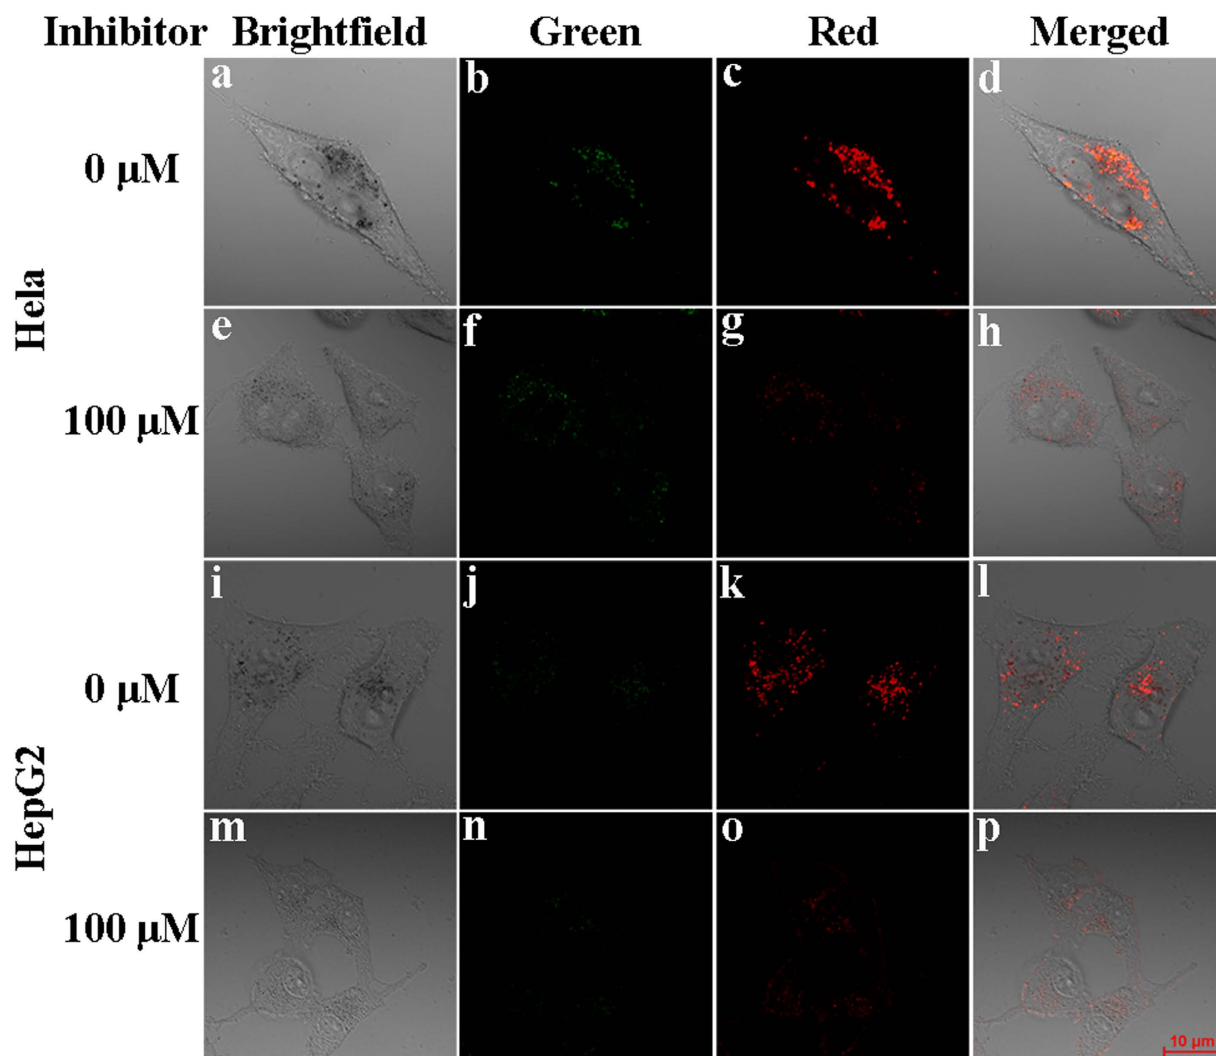 Inhibitor Brightfield Green Red Merged
a b c d
0 μM
Hela
e f g h
100 μM
i j k l
0 μM
HepG2
m n o p
100 μM
10 μm